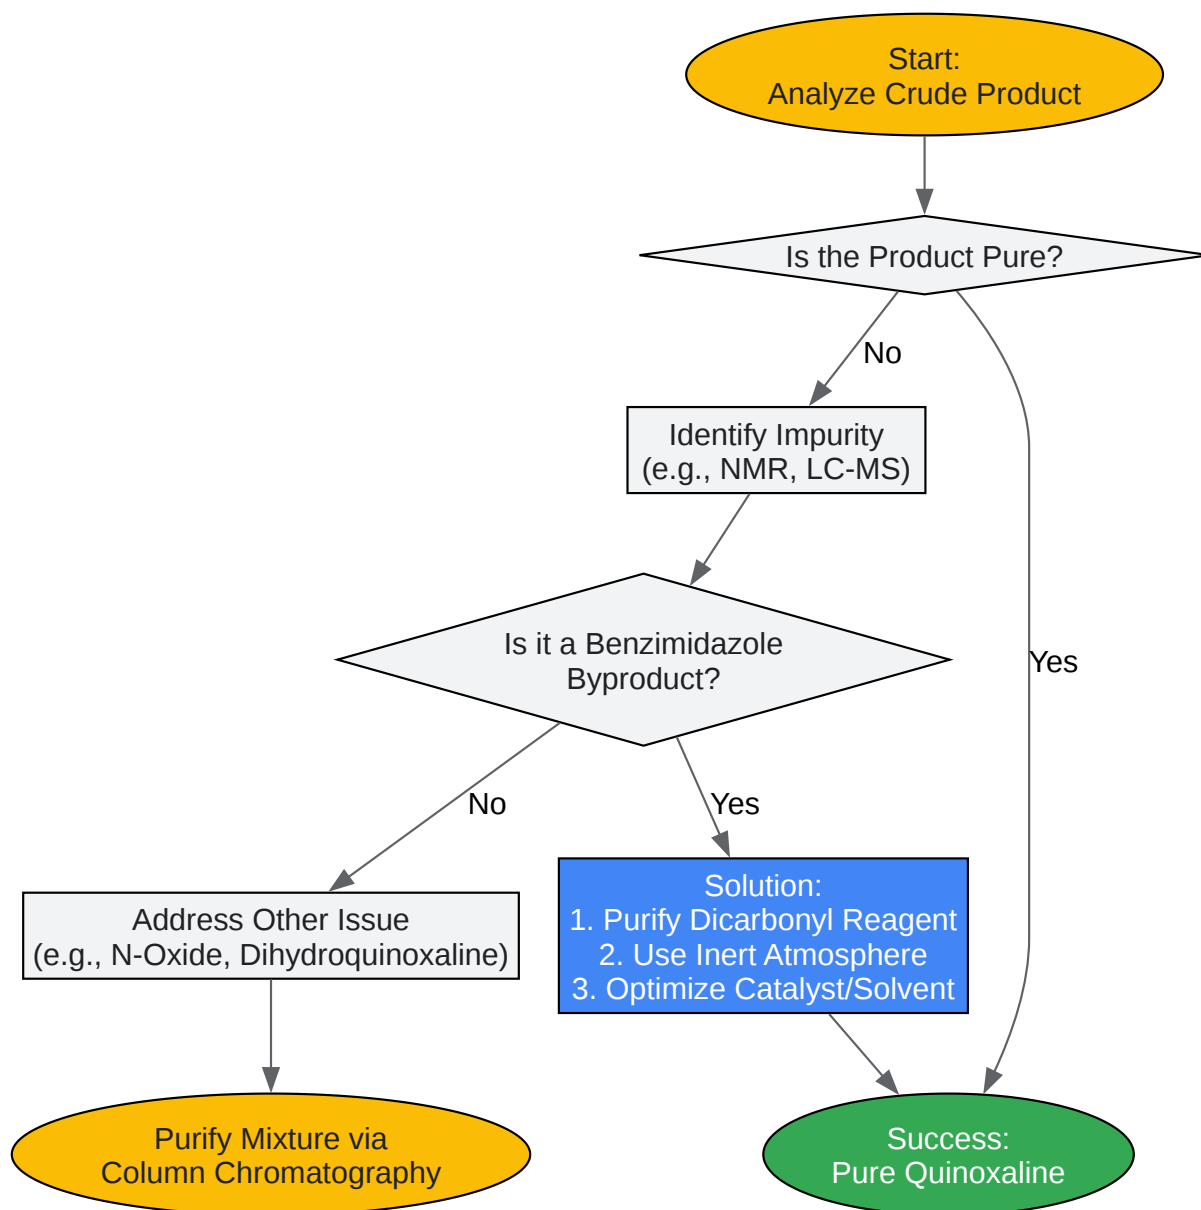 Start:
Analyze Crude Product
Is the Product Pure?
No
Identify Impurity
(e.g., NMR, LC-MS)
Is it a Benzimidazole
Byproduct?
Yes
No
Yes
Address Other Issue
(e.g., N-Oxide, Dihydroquinoxaline)
Solution:
1. Purify Dicarbonyl Reagent
2. Use Inert Atmosphere
3. Optimize Catalyst/Solvent
Purify Mixture via
Column Chromatography
Success:
Pure Quinoxaline